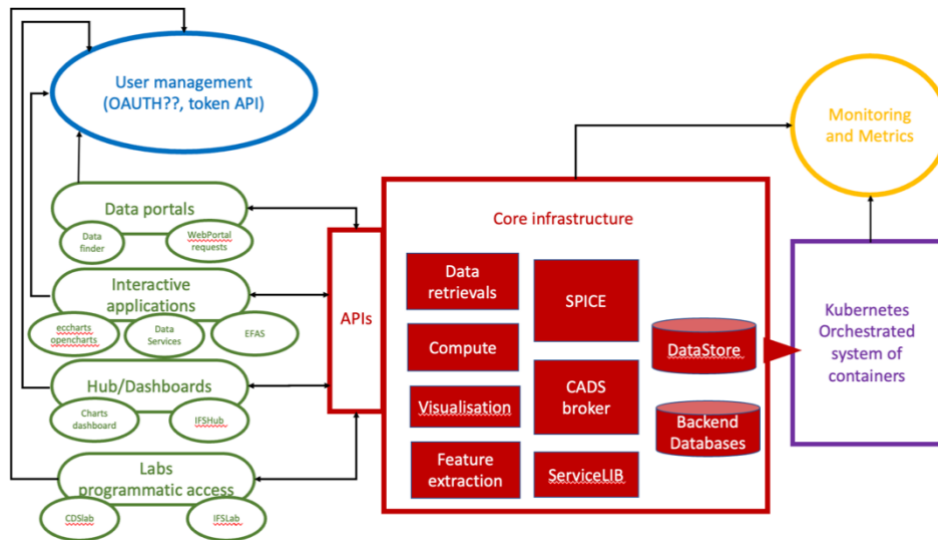 User management
(OAUTH??, token API)
Monitoring
and Metrics
Data portals
Data
finder
WebPortal
requests
Interactive
applications
eccharts
opencharts
Data
Services
EFAS
Hub/Dashboards
Charts
dashboard
IFSHub
Labs
programmatic access
CDSlab
IFSLab
APIs
Core infrastructure
Data
retrievals
Compute
Visualisation
Feature
extraction
SPICE
CADS
broker
ServiceLIB
DataStore
Backend
Databases
Kubernetes
Orchestrated
system of
containers